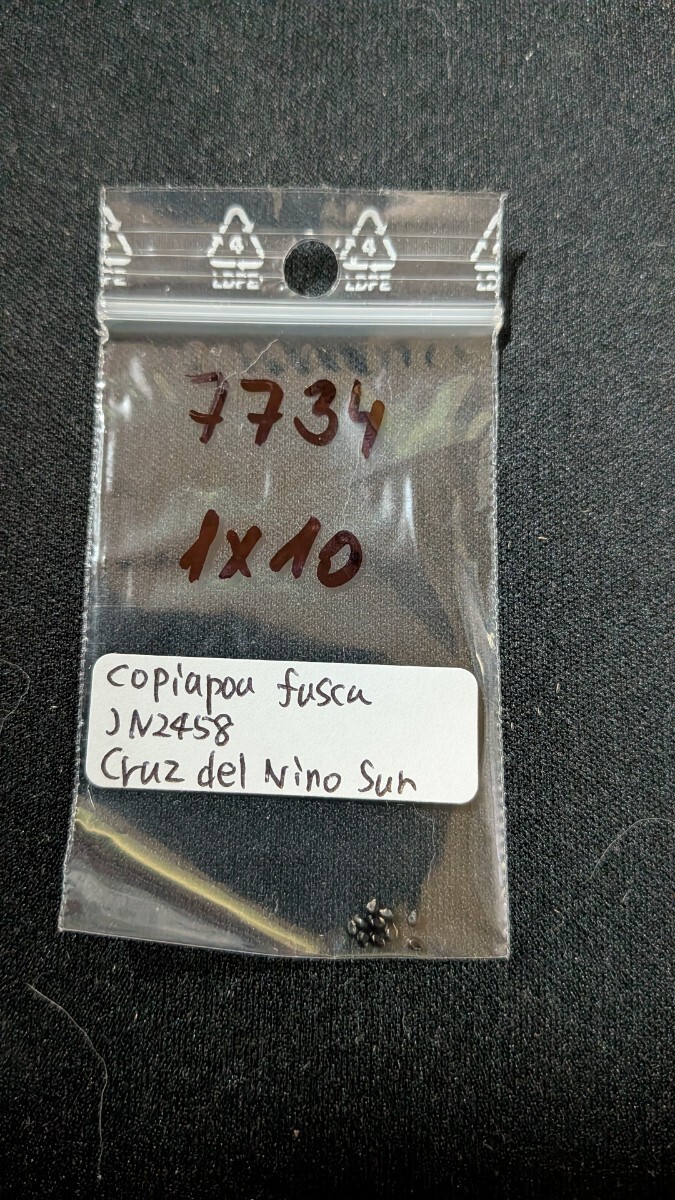 4 4
LDPE LDPE
7734
1x10
Copiapoa fusca
JN2458
Cruz del Nino Sur